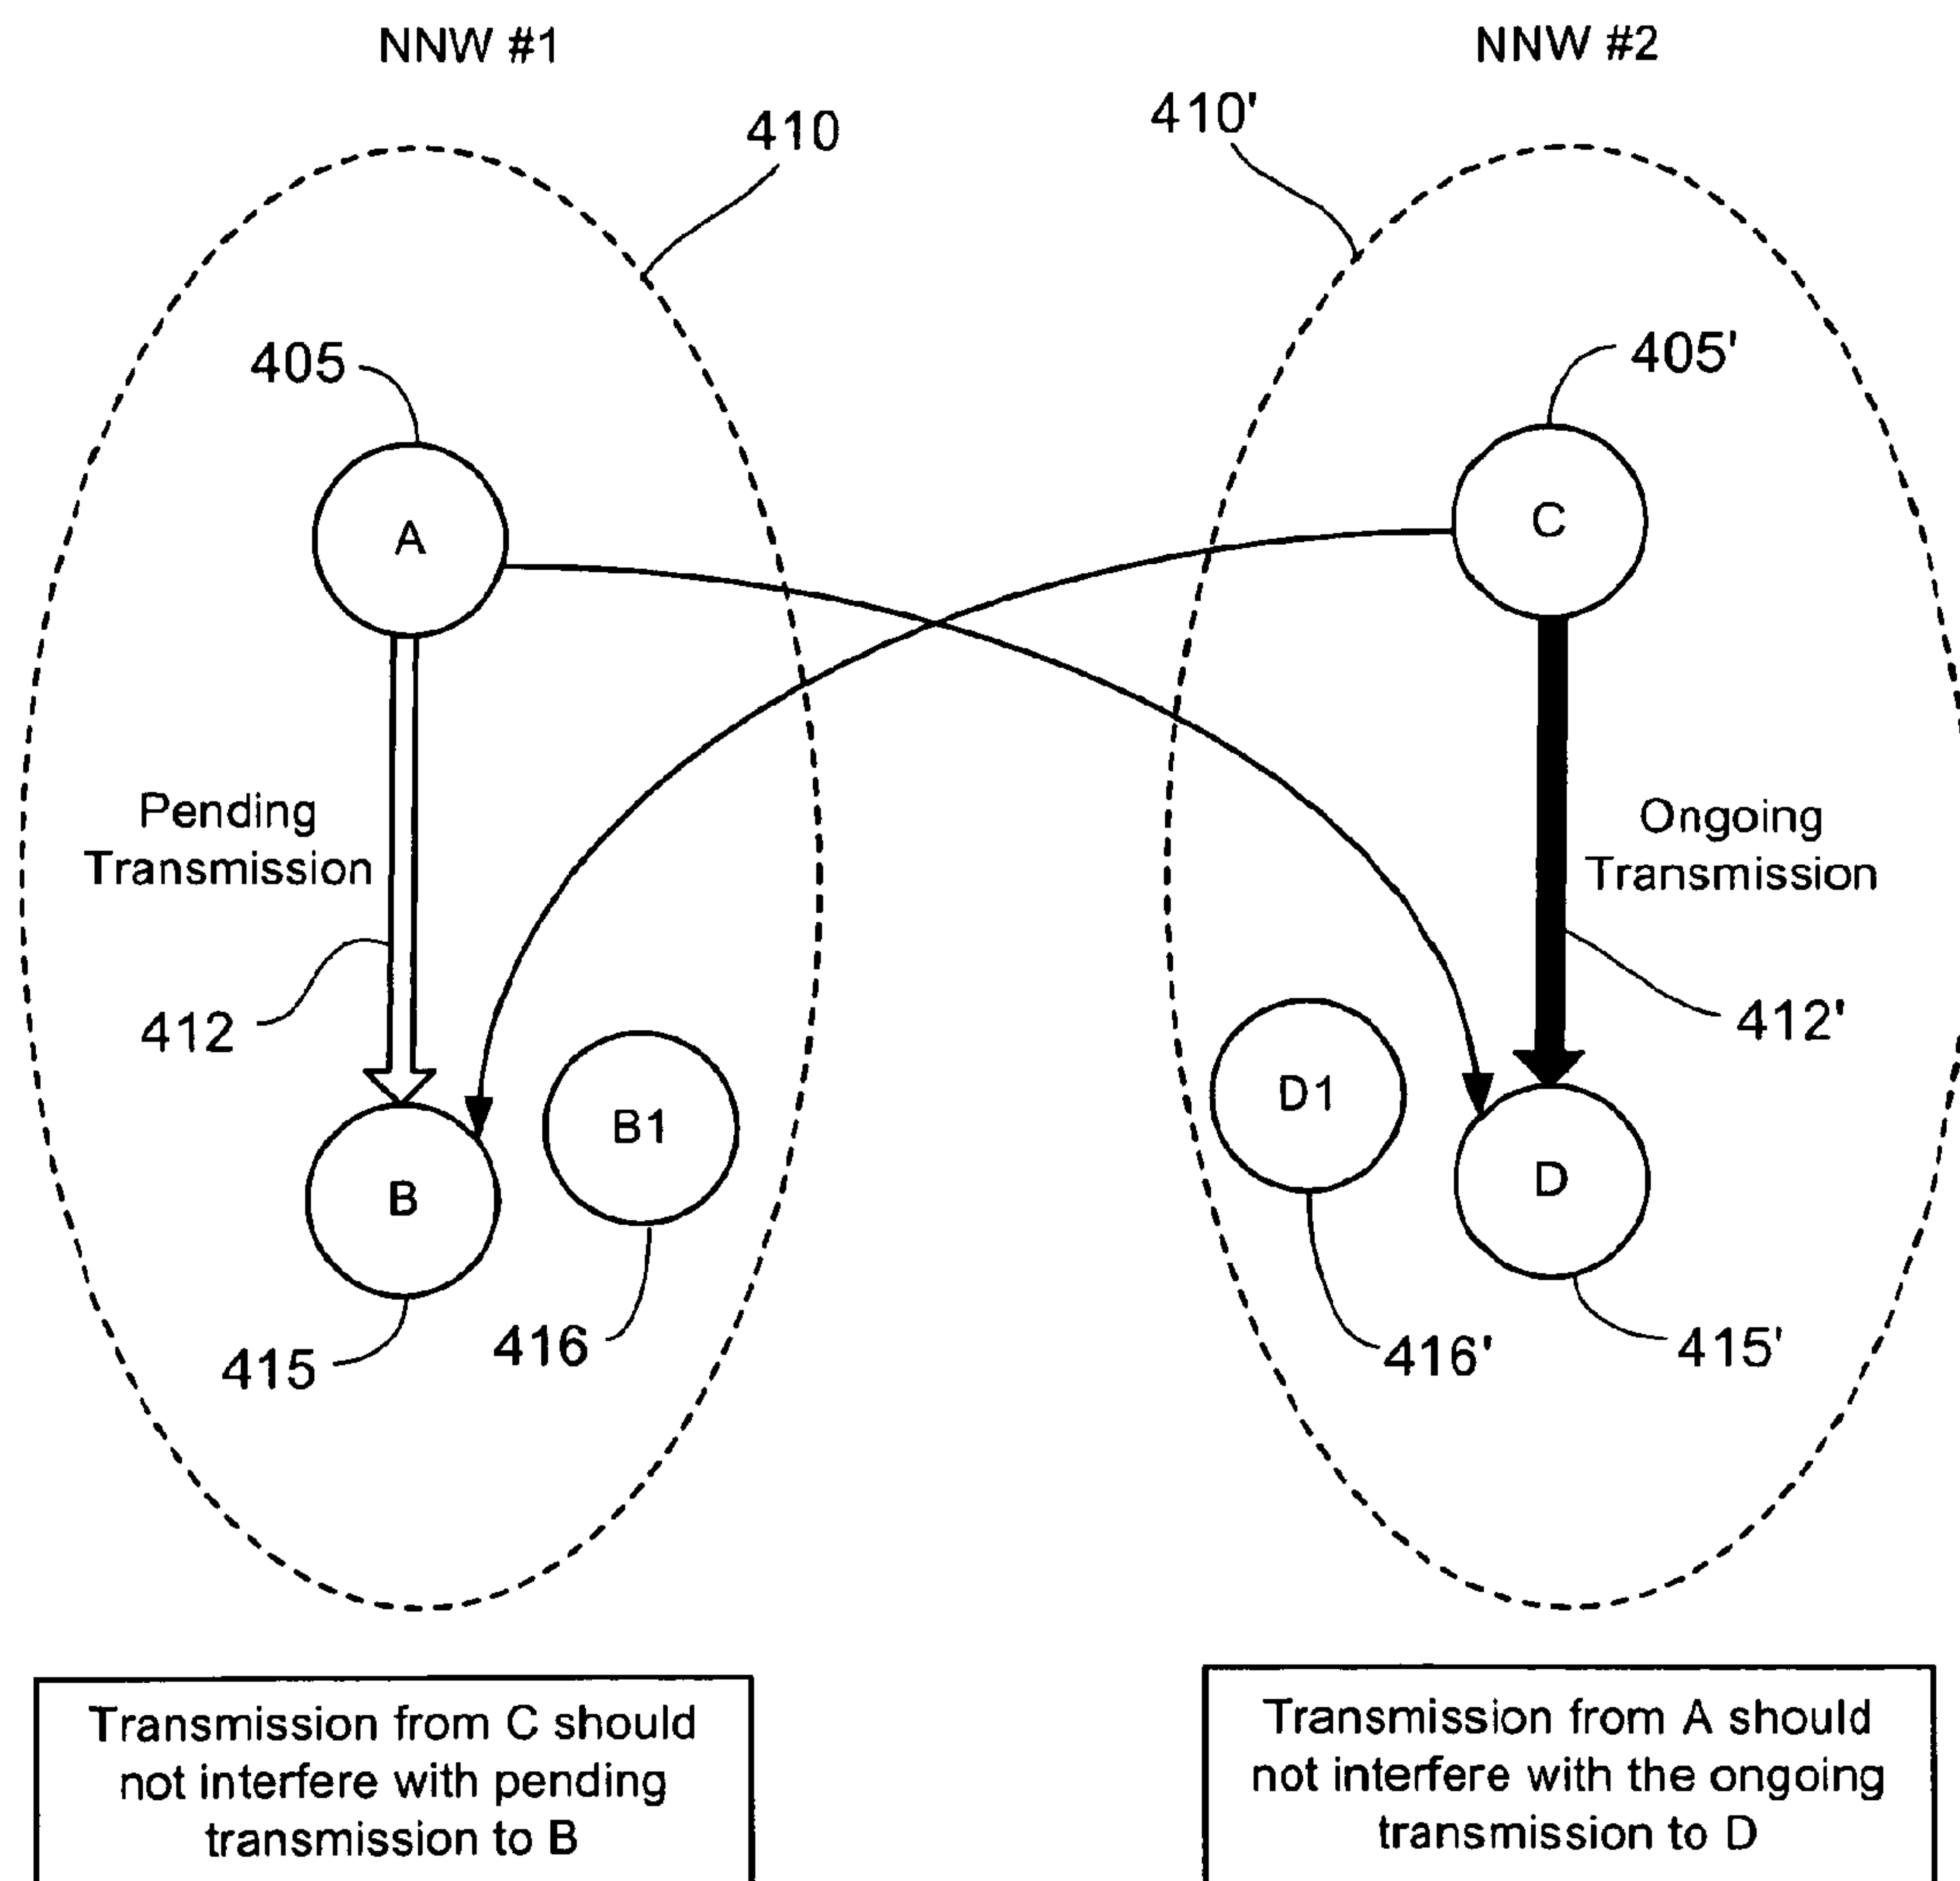 NNW #1
NNW #2
410
410'
405
405'
A
C
Pending
Transmission
Ongoing
Transmission
412
412'
B1
D1
B
D
415
416
416'
415'
Transmission from C should
not interfere with pending
transmission to B
Transmission from A should
not interfere with the ongoing
transmission to D